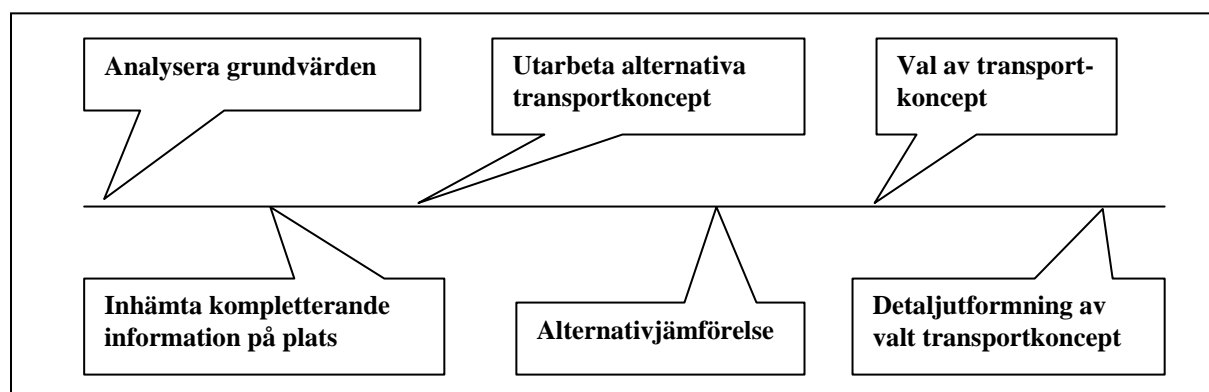 Analysera grundvärden
Utarbeta alternativa
transportkoncept
Val av transport-
koncept
Inhämta kompletterande
information på plats
Alternativjämförelse
Detaljutformning av
valt transportkoncept